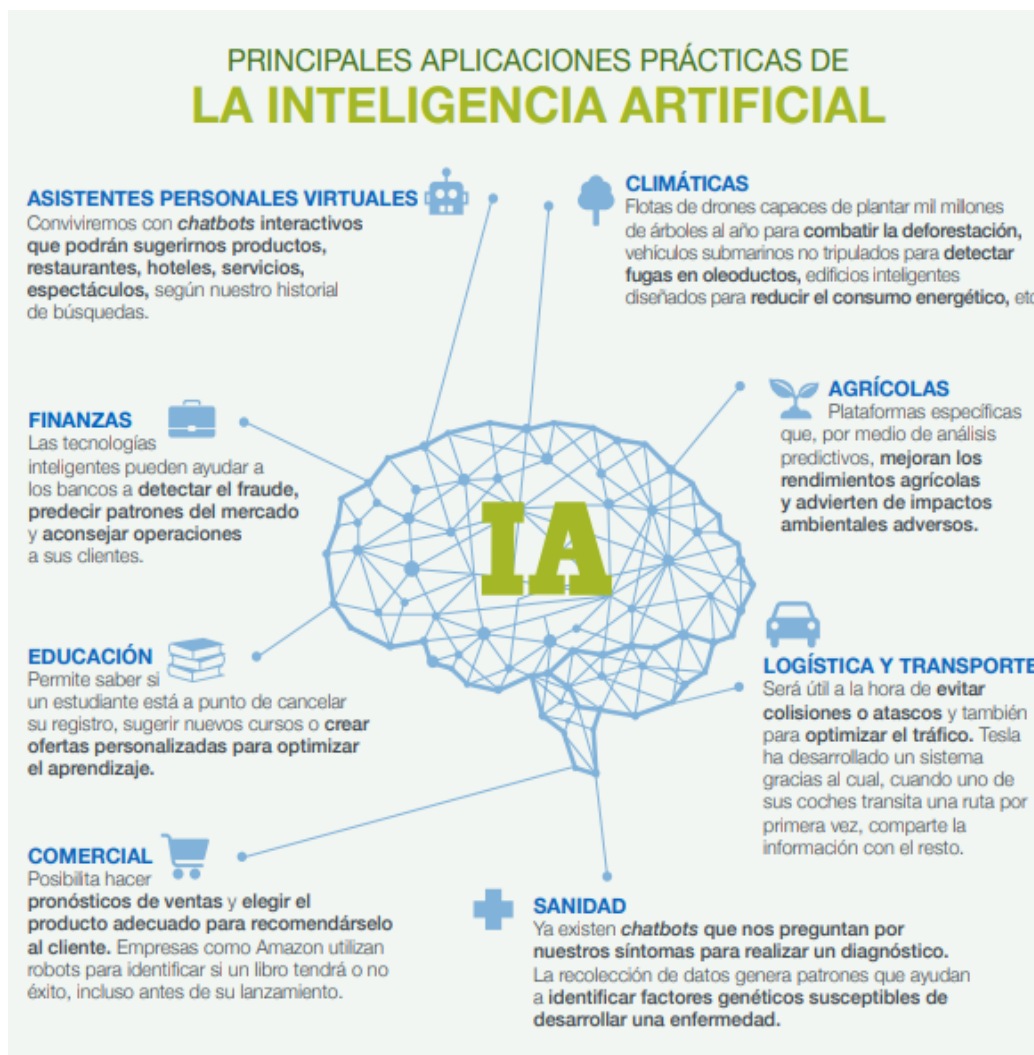 PRINCIPALES APLICACIONES PRÁCTICAS DE
LA INTELIGENCIA ARTIFICIAL
ASISTENTES PERSONALES VIRTUALES
Conviviremos con chatbots interactivos
que podrán sugerirnos productos,
restaurantes, hoteles, servicios,
espectáculos, según nuestro historial
de búsquedas.
CLIMÁTICAS
Flotas de drones capaces de plantar mil millones
de árboles al año para combatir la deforestación,
vehículos submarinos no tripulados para detectar
fugas en oleoductos, edificios inteligentes
diseñados para reducir el consumo energético, etc
FINANZAS
Las tecnologías
inteligentes pueden ayudar a
los bancos a detectar el fraude,
predecir patrones del mercado
y aconsejar operaciones
a sus clientes.
AGRÍCOLAS
Plataformas específicas
que, por medio de análisis
predictivos, mejoran los
rendimientos agrícolas
y advierten de impactos
ambientales adversos.
IA
EDUCACIÓN
Permite saber si
un estudiante está a punto de cancelar
su registro, sugerir nuevos cursos o crear
ofertas personalizadas para optimizar
el aprendizaje.
LOGÍSTICA Y TRANSPORTE
Será útil a la hora de evitar
colisiones o atascos y también
para optimizar el tráfico. Tesla
ha desarrollado un sistema
gracias al cual, cuando uno de
sus coches transita una ruta por
primera vez, comparte la
información con el resto.
COMERCIAL
Posibilita hacer
pronósticos de ventas y elegir el
producto adecuado para recomendárselo
al cliente. Empresas como Amazon utilizan
robots para identificar si un libro tendrá o no
éxito, incluso antes de su lanzamiento.
SANIDAD
Ya existen chatbots que nos preguntan por
nuestros síntomas para realizar un diagnóstico.
La recolección de datos genera patrones que ayudan
a identificar factores genéticos susceptibles de
desarrollar una enfermedad.